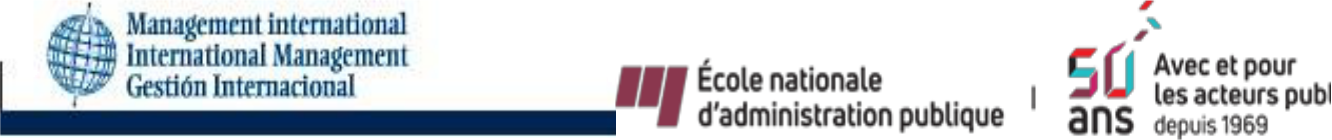 Management international
International Management
Gestión Internacional
École nationale
d'administration publique
50
ans
Avec et pour
les acteurs publ
depuis 1969